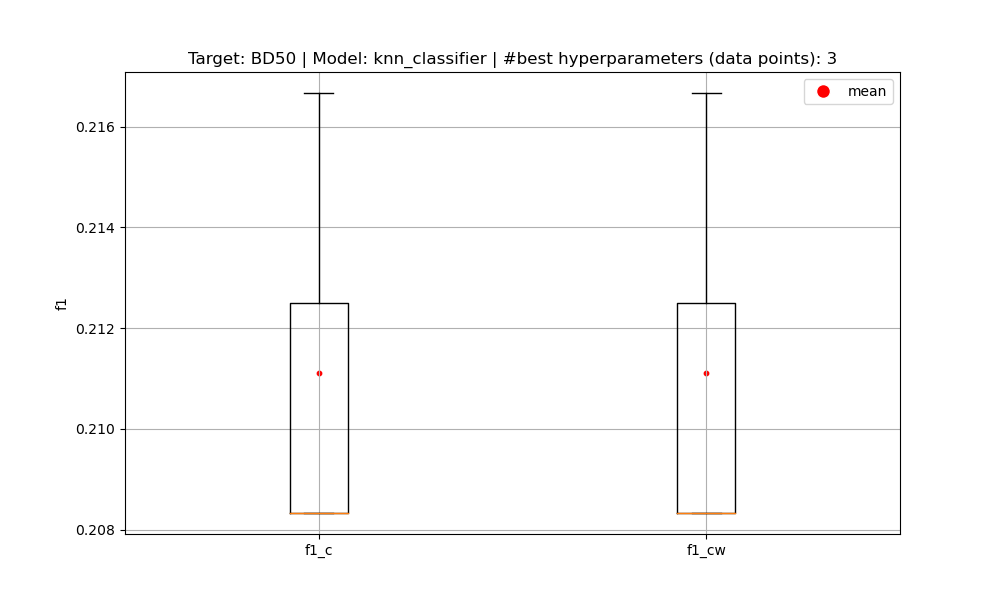 Target: BD50 | Model: knn_classifier | #best hyperparameters (data points): 3
mean
0.216
0.214
0.212
0.210
0.208
f1
f1_c
f1_cw